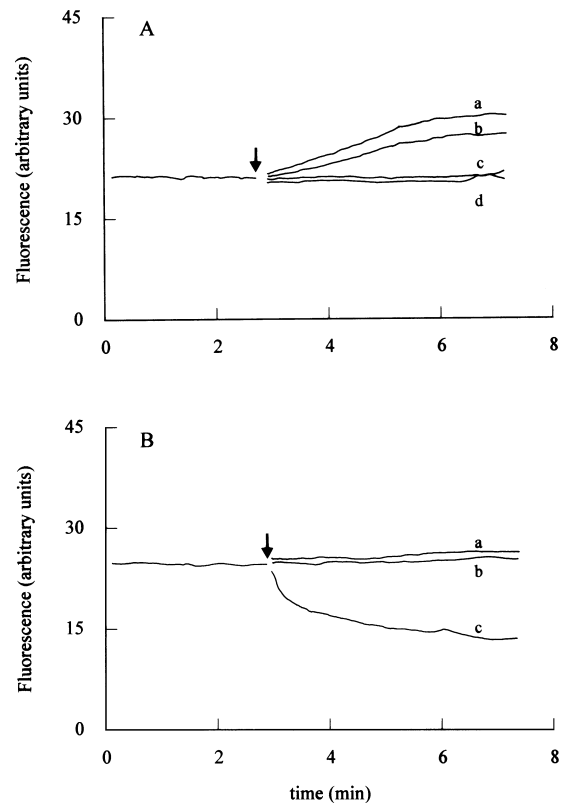 A
45
30
15
0
Fluorescence (arbitrary units)
a
b
c
d
0 2 4 6 8
B
45
30
15
0
Fluorescence (arbitrary units)
a
b
c
0 2 4 6 8
time (min)